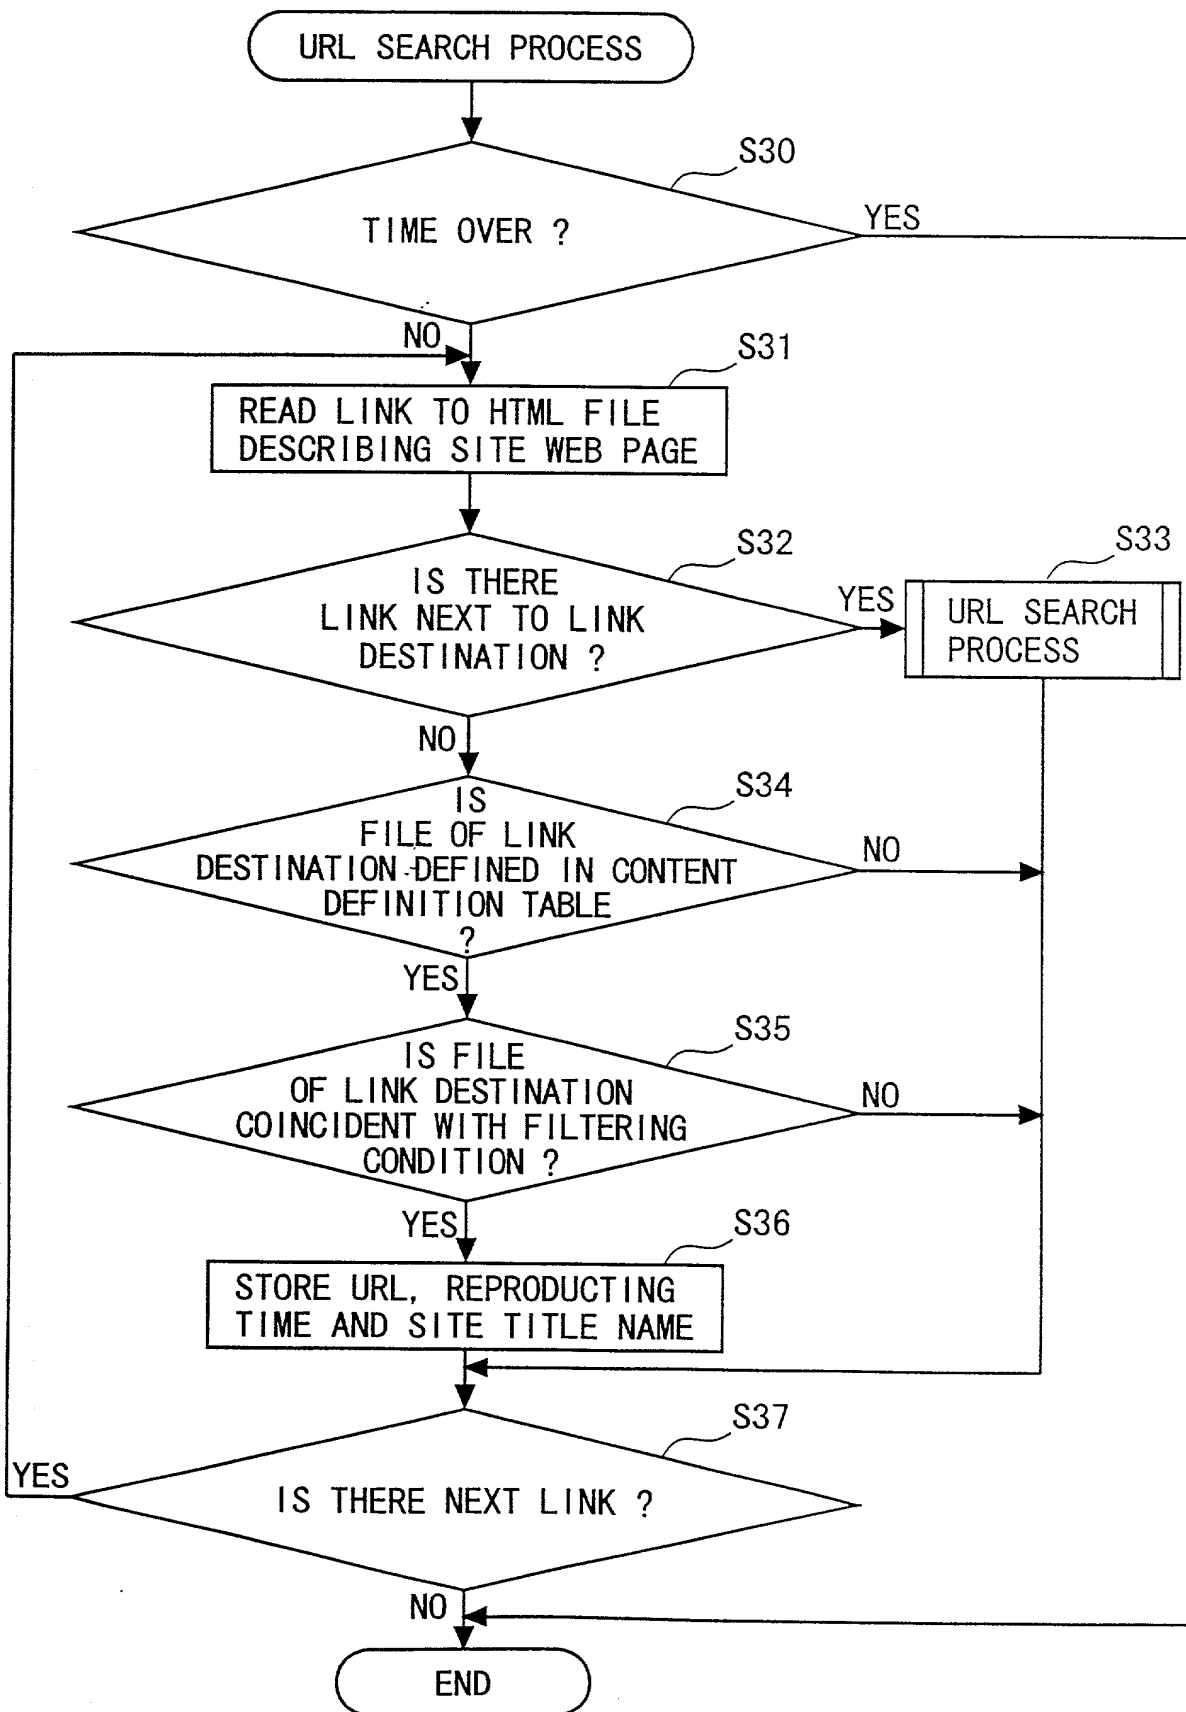 URL SEARCH PROCESS
S30
TIME OVER ?
YES
NO
S31
READ LINK TO HTML FILE
DESCRIBING SITE WEB PAGE
S32
S33
IS THERE
LINK NEXT TO LINK
DESTINATION ?
YES
URL SEARCH
PROCESS
NO
S34
IS
FILE OF LINK
DESTINATION DEFINED IN CONTENT
DEFINITION TABLE
?
NO
YES
S35
IS FILE
OF LINK DESTINATION
COINCIDENT WITH FILTERING
CONDITION ?
NO
YES
S36
STORE URL, REPRODUCTING
TIME AND SITE TITLE NAME
S37
YES
IS THERE NEXT LINK ?
NO
END